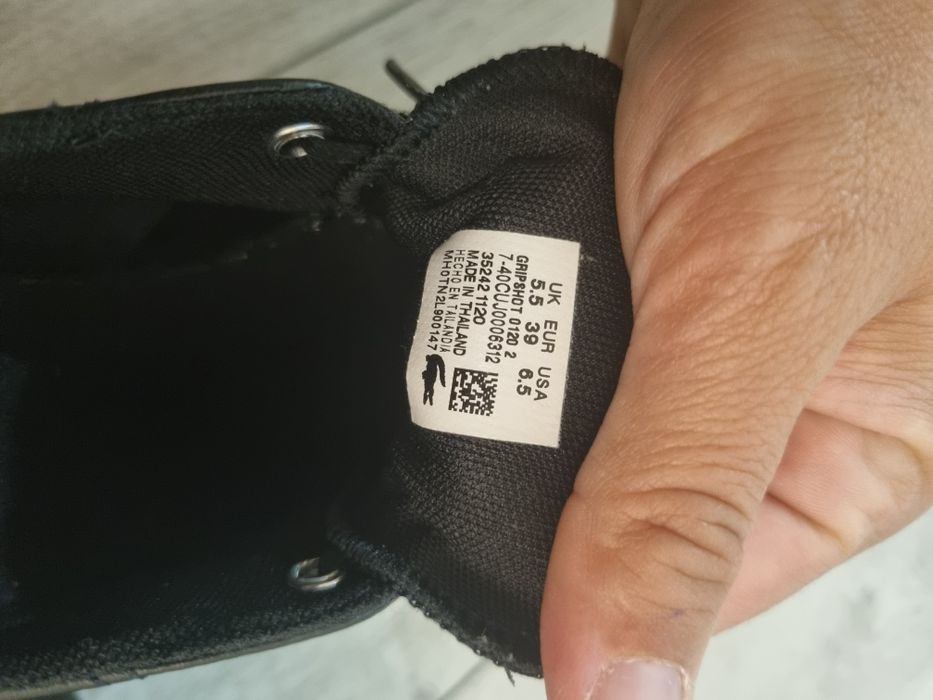 UK EUR USA
5.5 39 6.5
GRIPSHOT 0120 2
7-40CUJ0006312
35242 1120
MADE IN THAILAND
HECHO EN TAILANDIA
MH0TN2L900147